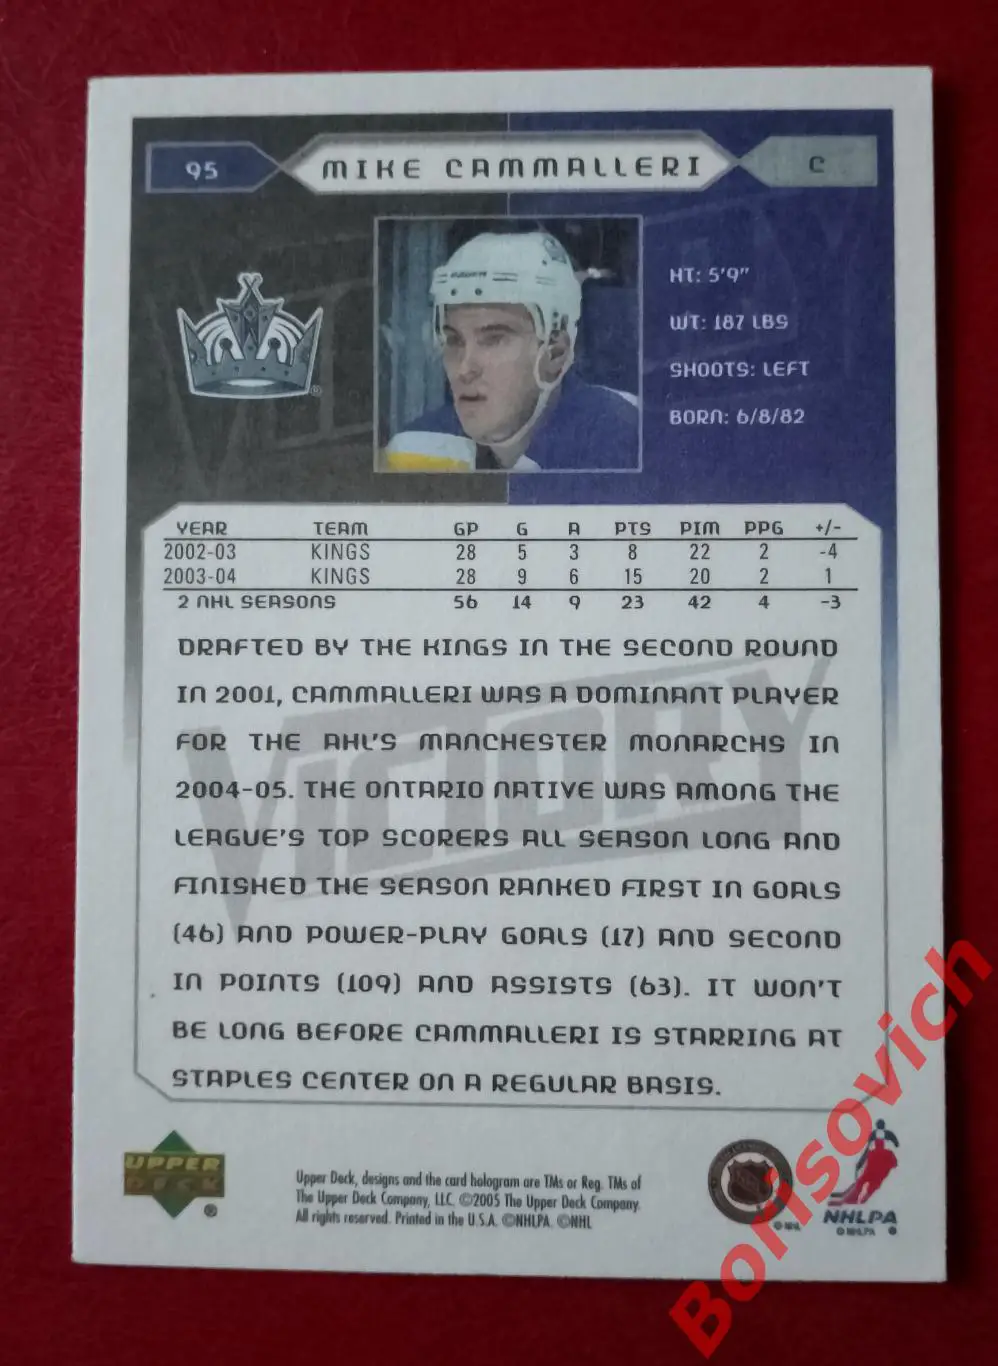 95 MIKE CAMMALLERI C
HT: 5'9"
WT: 187 LBS
SHOOTS: LEFT
BORN: 6/8/82
YEAR TEAM GP G A PTS PIM PPG +/-
2002-03 KINGS 28 5 3 8 22 2 -4
2003-04 KINGS 28 9 6 15 20 2 1
2 NHL SEASONS 56 14 9 23 42 4 -3
DRAFTED BY THE KINGS IN THE SECOND ROUND
IN 2001, CAMMALLERI WAS A DOMINANT PLAYER
FOR THE AHL'S MANCHESTER MONARCHS IN
2004-05. THE ONTARIO NATIVE WAS AMONG THE
LEAGUE'S TOP SCORERS ALL SEASON LONG AND
FINISHED THE SEASON RANKED FIRST IN GOALS
(46) AND POWER-PLAY GOALS (17) AND SECOND
IN POINTS (109) AND ASSISTS (63). IT WON'T
BE LONG BEFORE CAMMALLERI IS STARRING AT
STAPLES CENTER ON A REGULAR BASIS.
VICTORY
UPPER
DECK
®
Upper Deck, designs and the card hologram are TMs or Reg. TMs of
The Upper Deck Company, LLC. ©2005 The Upper Deck Company.
All rights reserved. Printed in the U.S.A. ©NHLPA. ©NHL
NHL
© NHL
NHLPA
© NHLPA ®
Borisovich